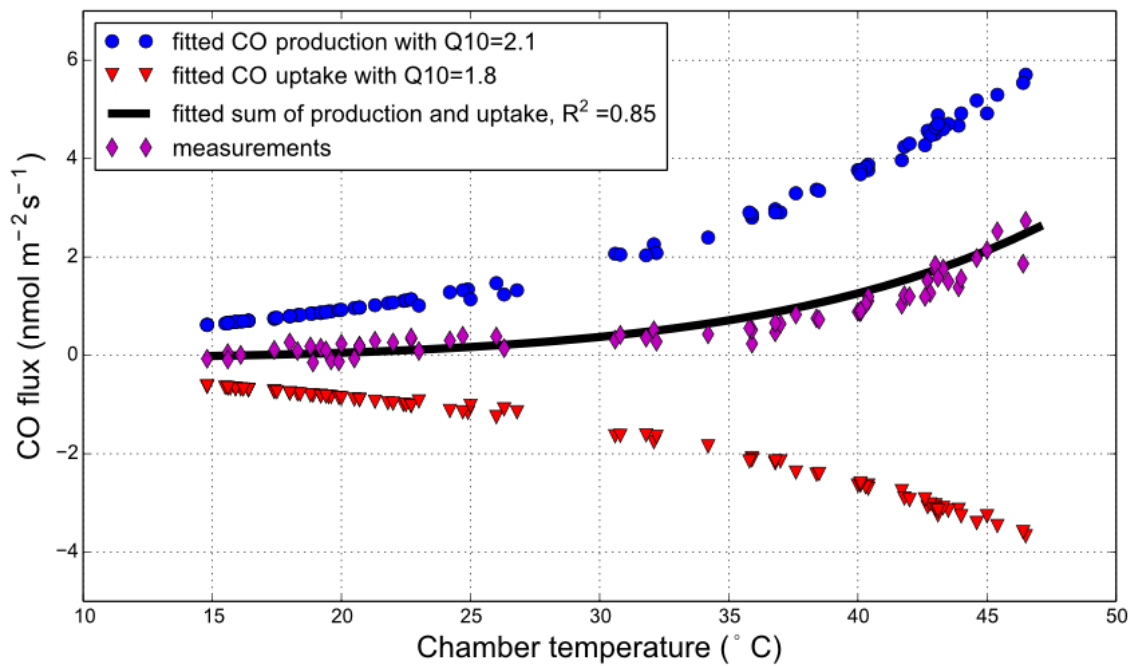 fitted CO production with Q10=2.1
fitted CO uptake with Q10=1.8
fitted sum of production and uptake, R² =0.85
measurements
CO flux (nmol m⁻² s⁻¹)
6
4
2
0
−2
−4
10
15
20
25
30
35
40
45
50
Chamber temperature (° C)